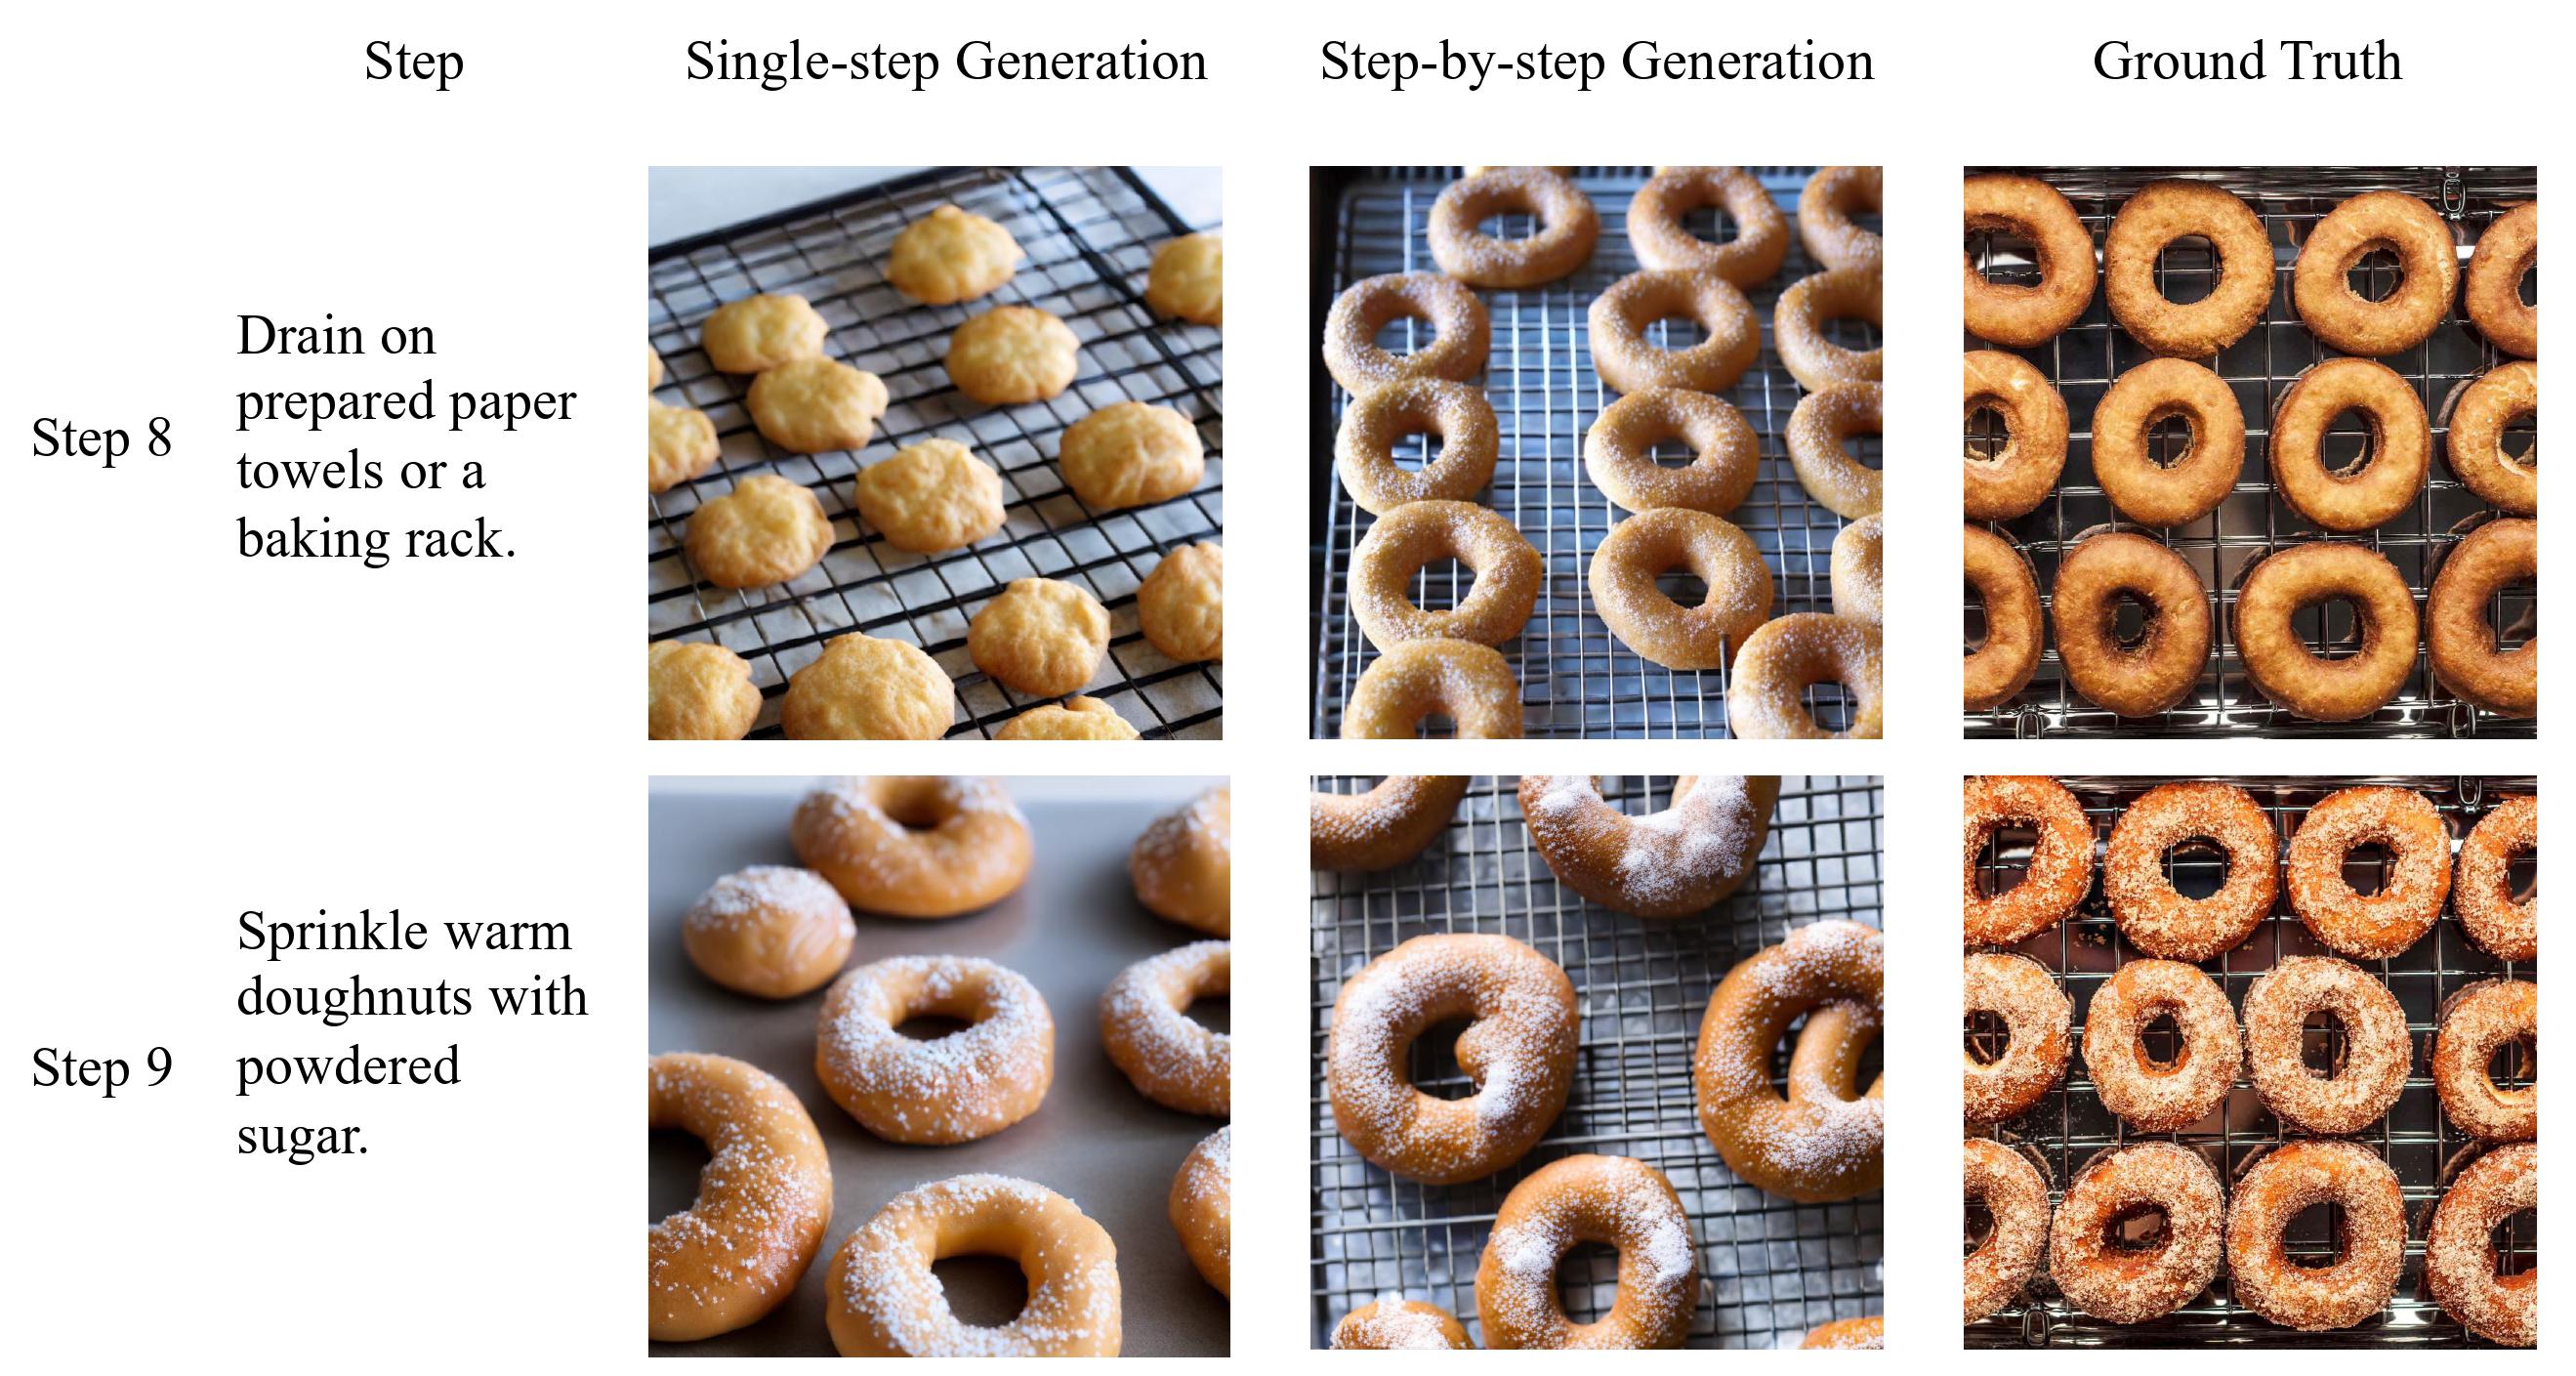 Step
Single-step Generation
Step-by-step Generation
Ground Truth
Step 8
Drain on
prepared paper
towels or a
baking rack.
Step 9
Sprinkle warm
doughnuts with
powdered
sugar.